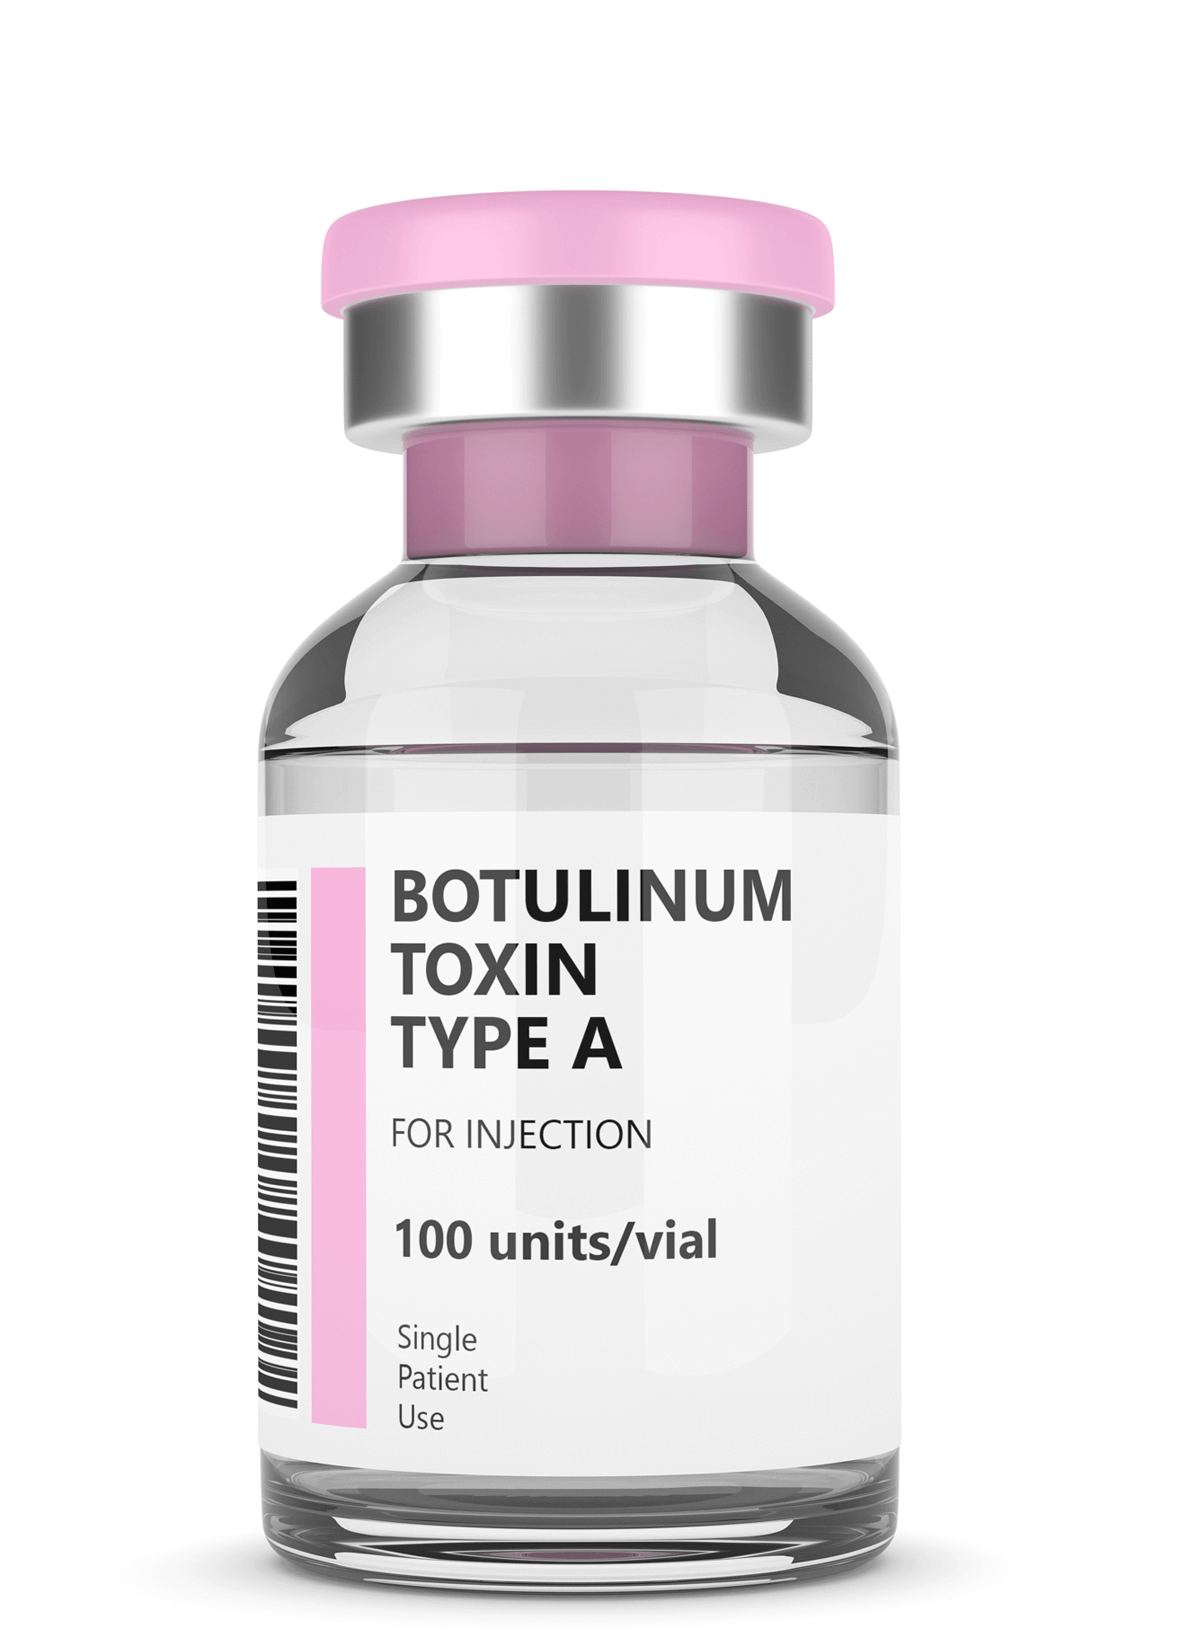 BOTULINUM
TOXIN
TYPE A
FOR INJECTION
100 units/vial
Single
Patient
Use